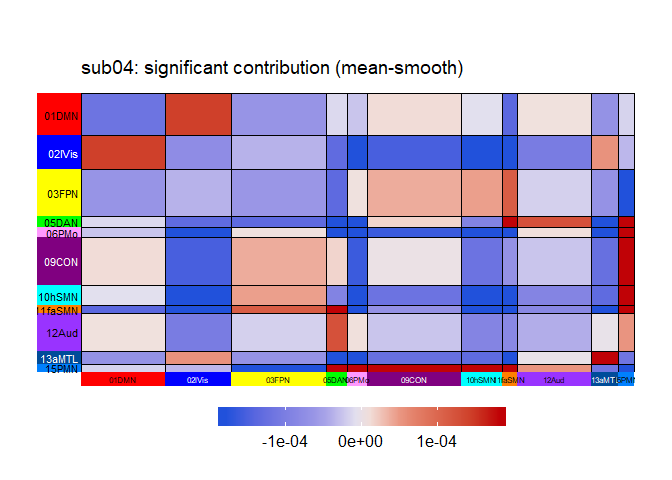 sub04: significant contribution (mean-smooth)
01DMN
02lVis
03FPN
05DAN
06PMo
09CON
10hSMN
11faSMN
12Aud
13aMTL
15PMN
01DMN 02lVis 03FPN 05DAN 06PMo 09CON 10hSMN 11faSMN 12Aud 13aMTL 15PMN
-1e-04 0e+00 1e-04